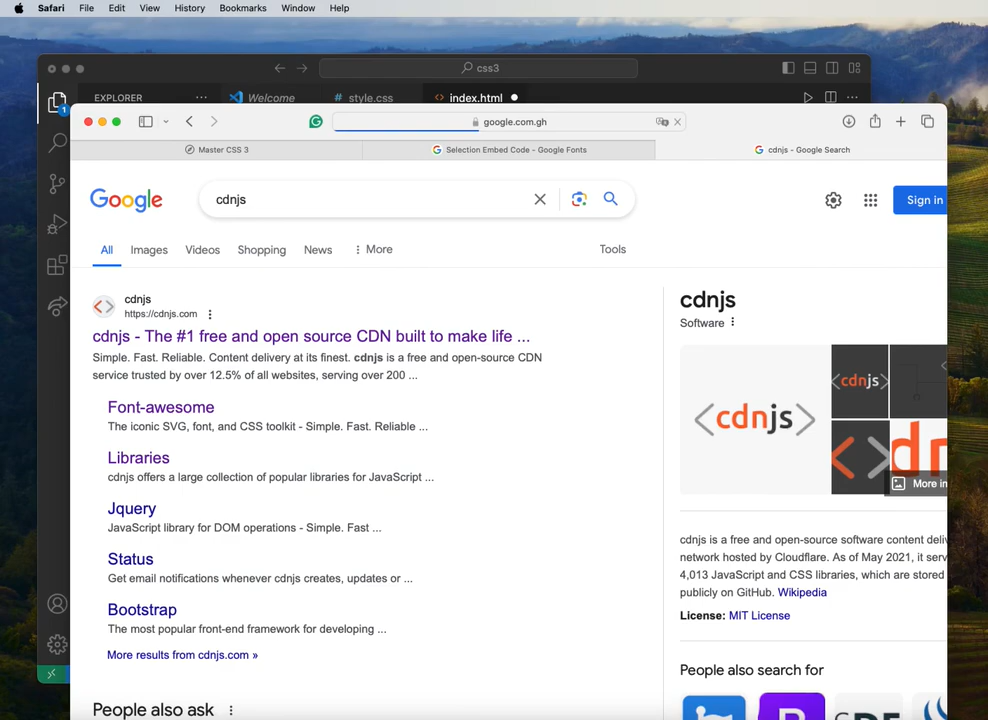 Safari File Edit View History Bookmarks Window Help
css3
EXPLORER ... Welcome # style.css <> index.html ...
1
google.com.gh
Master CSS 3
Selection Embed Code - Google Fonts
cdnjs - Google Search
Google
cdnjs
Sign in
All Images Videos Shopping News More Tools
cdnjs
https://cdnjs.com
cdnjs - The #1 free and open source CDN built to make life ...
Simple. Fast. Reliable. Content delivery at its finest. cdnjs is a free and open-source CDN
service trusted by over 12.5% of all websites, serving over 200 ...
Font-awesome
The iconic SVG, font, and CSS toolkit - Simple. Fast. Reliable ...
Libraries
cdnjs offers a large collection of popular libraries for JavaScript ...
Jquery
JavaScript library for DOM operations - Simple. Fast ...
Status
Get email notifications whenever cdnjs creates, updates or ...
Bootstrap
The most popular front-end framework for developing ...
More results from cdnjs.com »
People also ask
cdnjs
Software
<cdnjs>
<cdnjs>
More in
cdnjs is a free and open-source software content deliv
network hosted by Cloudflare. As of May 2021, it serv
4,013 JavaScript and CSS libraries, which are stored
publicly on GitHub. Wikipedia
License: MIT License
People also search for